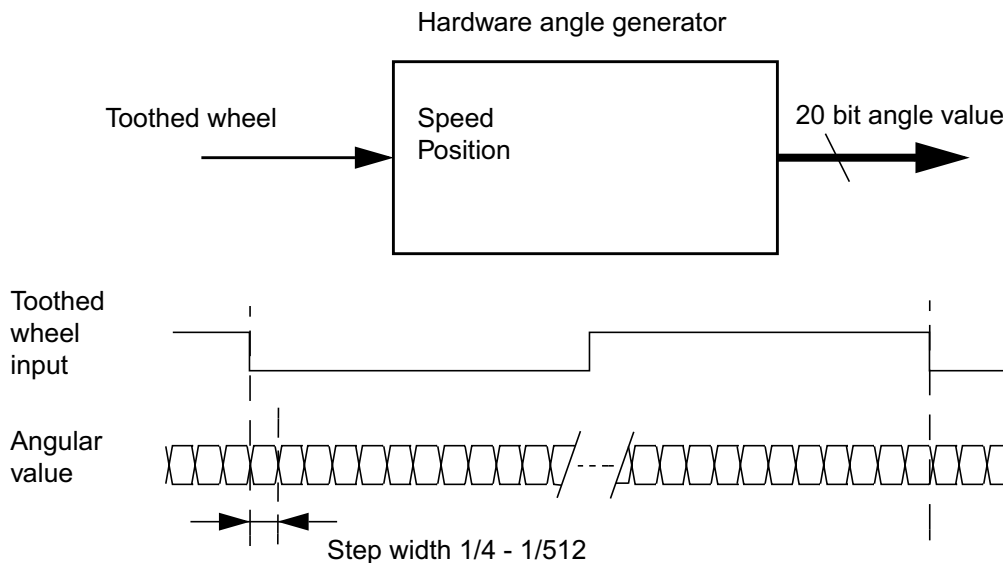 Hardware angle generator
Toothed wheel
Speed
Position
20 bit angle value
Toothed
wheel
input
Angular
value
Step width 1/4 - 1/512